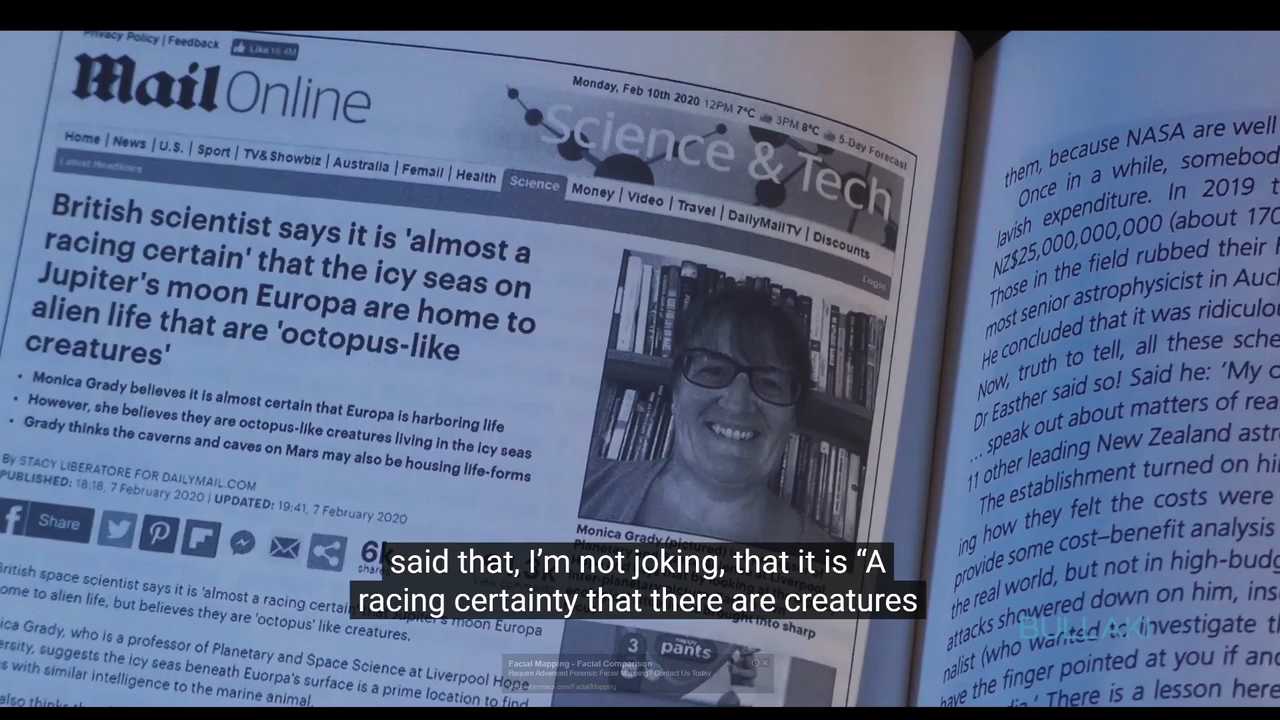 Privacy Policy | Feedback
Like
Mail Online
Monday, Feb 10th 2020 12PM 7°C 3PM 8°C 5-Day Forecast
Science & Tech
Home | News | U.S. | Sport | TV&Showbiz | Australia | Femail | Health | Science | Money | Video | Travel | DailyMailTV | Discounts
Latest Headlines
Login
British scientist says it is 'almost a
racing certain' that the icy seas on
Jupiter's moon Europa are home to
alien life that are 'octopus-like
creatures'
• Monica Grady believes it is almost certain that Europa is harboring life
• However, she believes they are octopus-like creatures living in the icy seas
• Grady thinks the caverns and caves on Mars may also be housing life-forms
By STACY LIBERATORE FOR DAILYMAIL.COM
PUBLISHED: 18:18, 7 February 2020 | UPDATED: 19:41, 7 February 2020
Share
British space scientist says it is 'almost a racing certain
ome to alien life, but believes they are 'octopus' like creatures.
ica Grady, who is a professor of Planetary and Space Science at Liverpool Hope
ersity, suggests the icy seas beneath Euorpa's surface is a prime location to find
s with similar intelligence to the marine animal.
Monica Grady (pictured)
at Liverpool
ought into sharp
3 pants
them, because NASA are well
Once in a while, somebod
lavish expenditure. In 2019 t
NZ$25,000,000,000 (about 170
Those in the field rubbed their
most senior astrophysicist in Auc
He concluded that it was ridiculo
Now, truth to tell, all these sche
Dr Easther said so! Said he: 'My c
... speak out about matters of rea
11 other leading New Zealand astr
The establishment turned on hi
ing how they felt the costs were
provide some cost–benefit analysis
the real world, but not in high-budg
attacks showered down on him, ins
nalist (who wanted to investigate th
have the finger pointed at you if and
There is a lesson here
said that, I'm not joking, that it is "A
racing certainty that there are creatures
Facial Mapping - Facial Comparison
Require Advanced Forensic Facial Mapping? Contact Us Today
BULLAKI